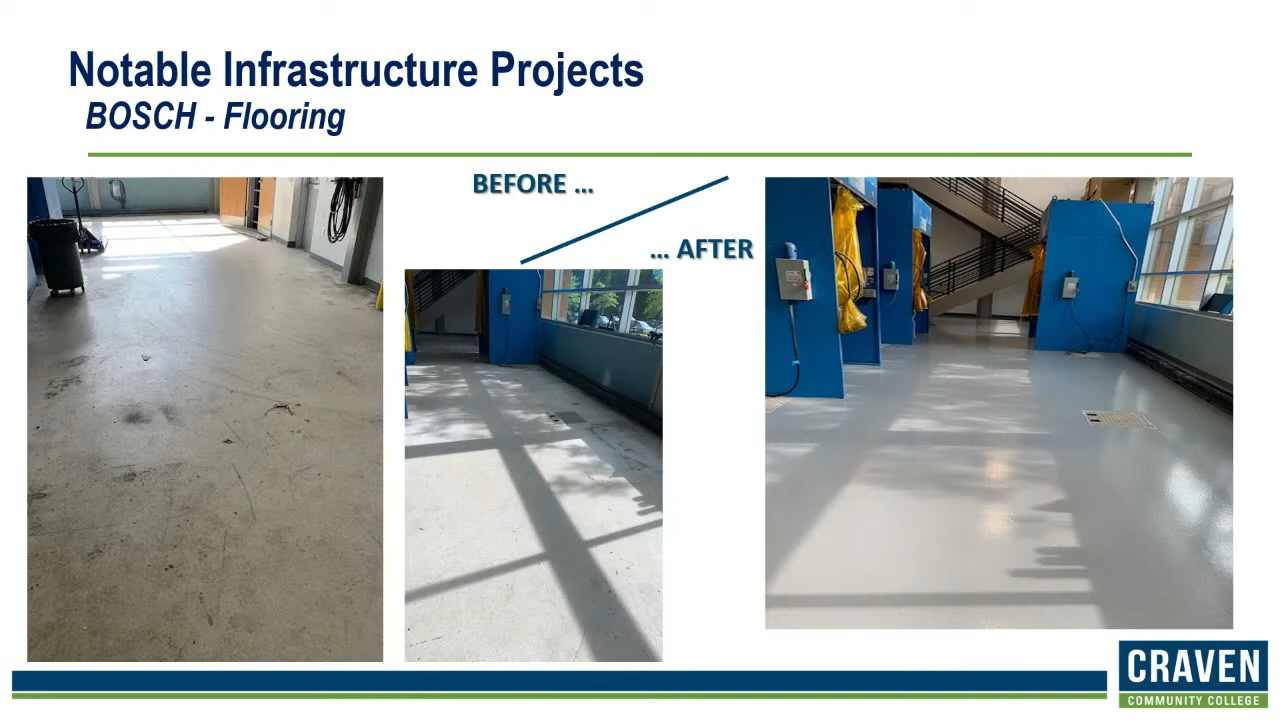 Notable Infrastructure Projects
BOSCH - Flooring
BEFORE ...
... AFTER
CRAVEN
COMMUNITY COLLEGE